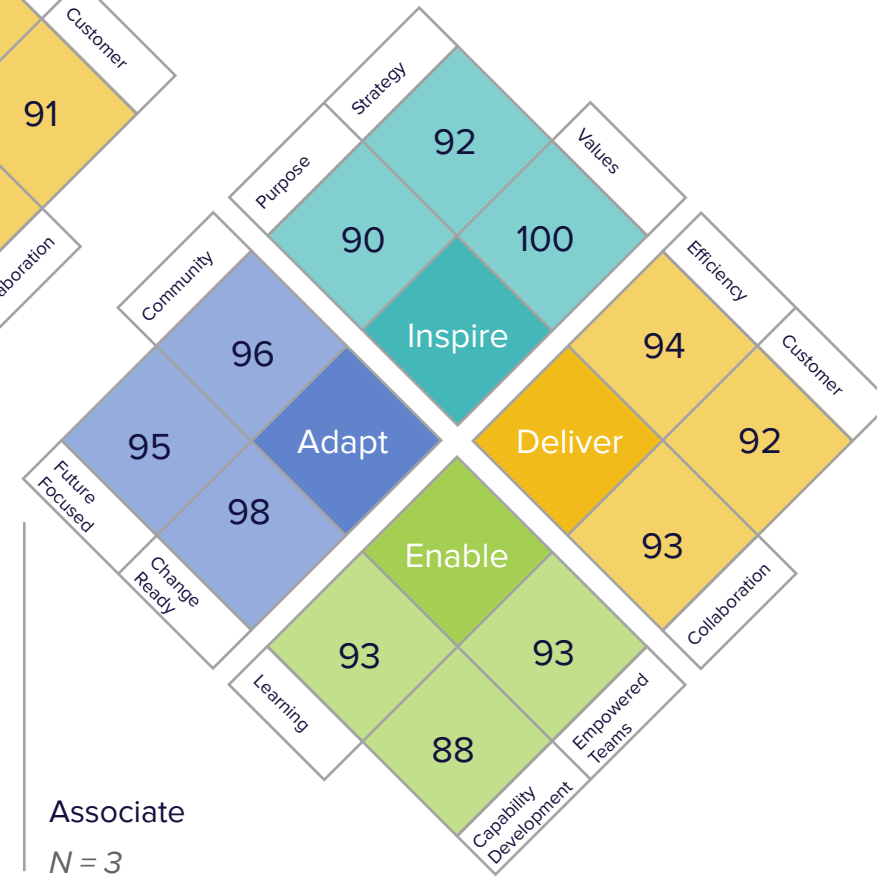 Customer
91
Strategy
92
Purpose
Values
90
100
Community
Efficiency
Inspire
96
94
Customer
Adapt
Deliver
95
92
Future
Focused
98
93
Enable
Change
Ready
Collaboration
93
93
Learning
Empowered
Teams
88
Capability
Development
Associate
N = 3